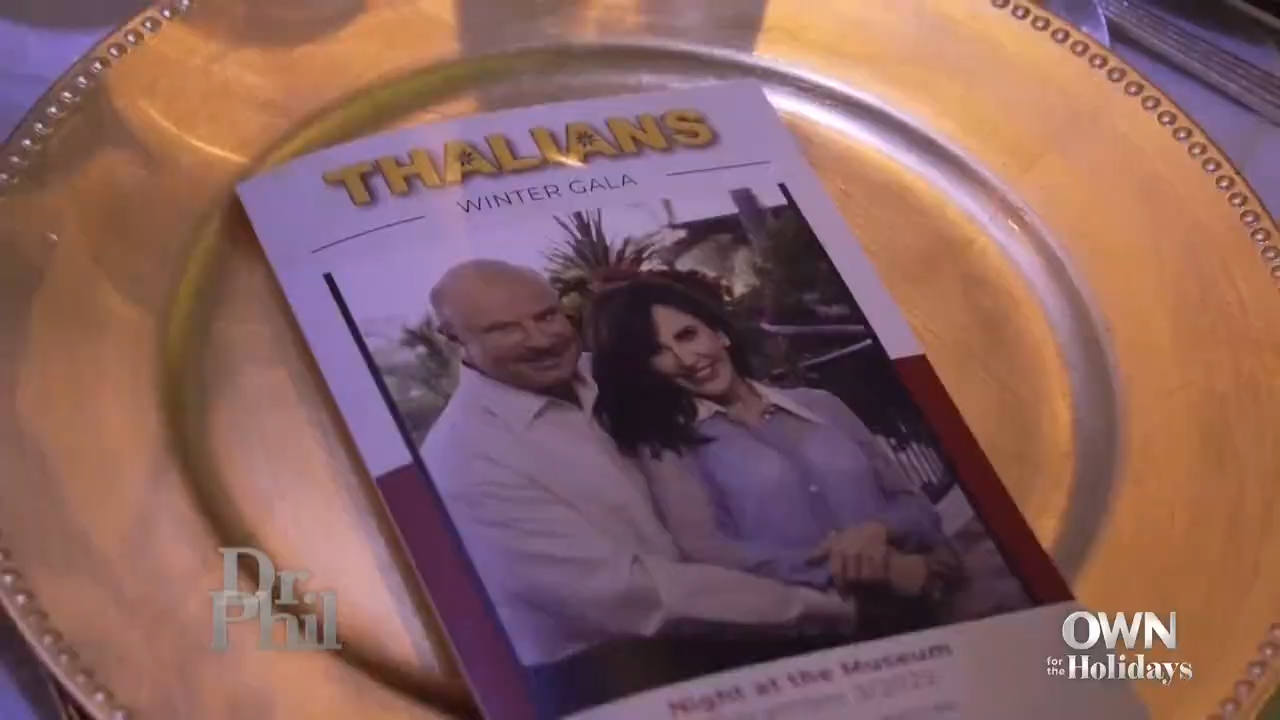 THALIANS
WINTER GALA
Night at the Museum
Dr.
Phil
OWN
for the Holidays